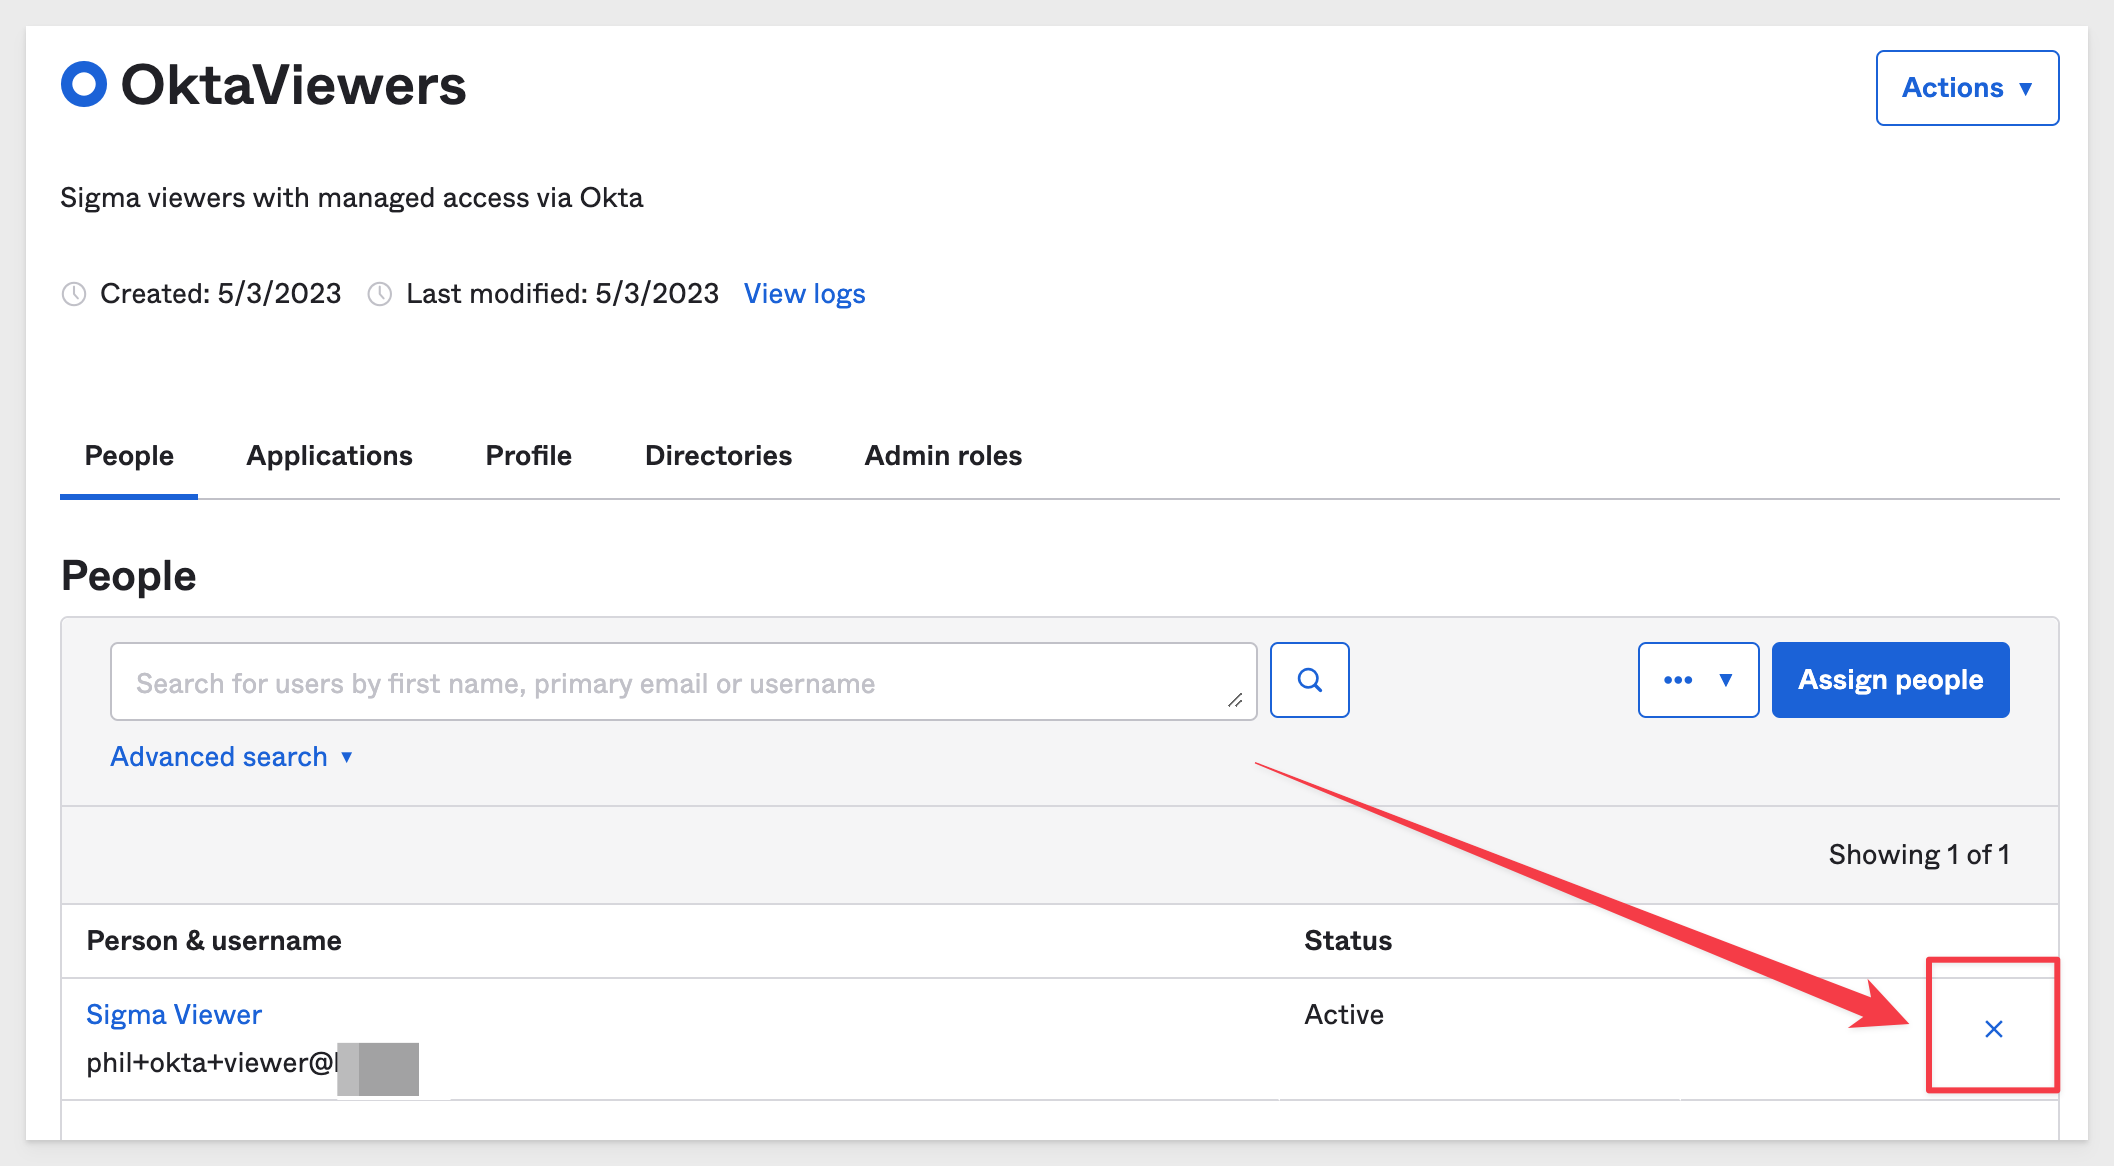 OktaViewers
Actions ▼
Sigma viewers with managed access via Okta
Created: 5/3/2023 Last modified: 5/3/2023 View logs
People Applications Profile Directories Admin roles
People
Search for users by first name, primary email or username
••• ▼ Assign people
Advanced search ▼
Showing 1 of 1
Person & username Status
Sigma Viewer Active
phil+okta+viewer@